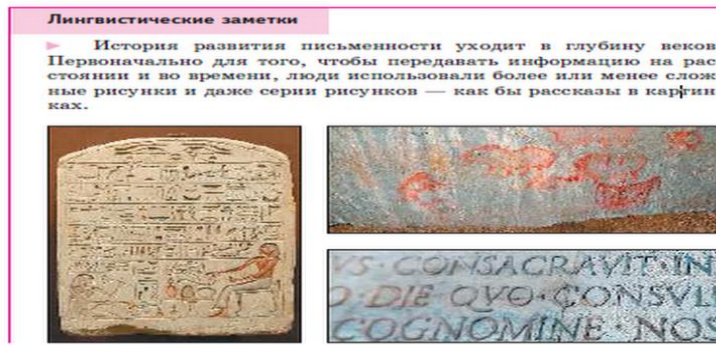 Лингвистические заметки
История развития письменности уходит в глубину веков
Первоначально для того, чтобы передавать информацию на рас
стоянии и во времени, люди использовали более или менее слож
ные рисунки и даже серии рисунков — как бы рассказы в картин
ках.
VS·CONSACRAVIT·IN
O·DIE·QVO·CONSVL
COGNOMINE·NOS